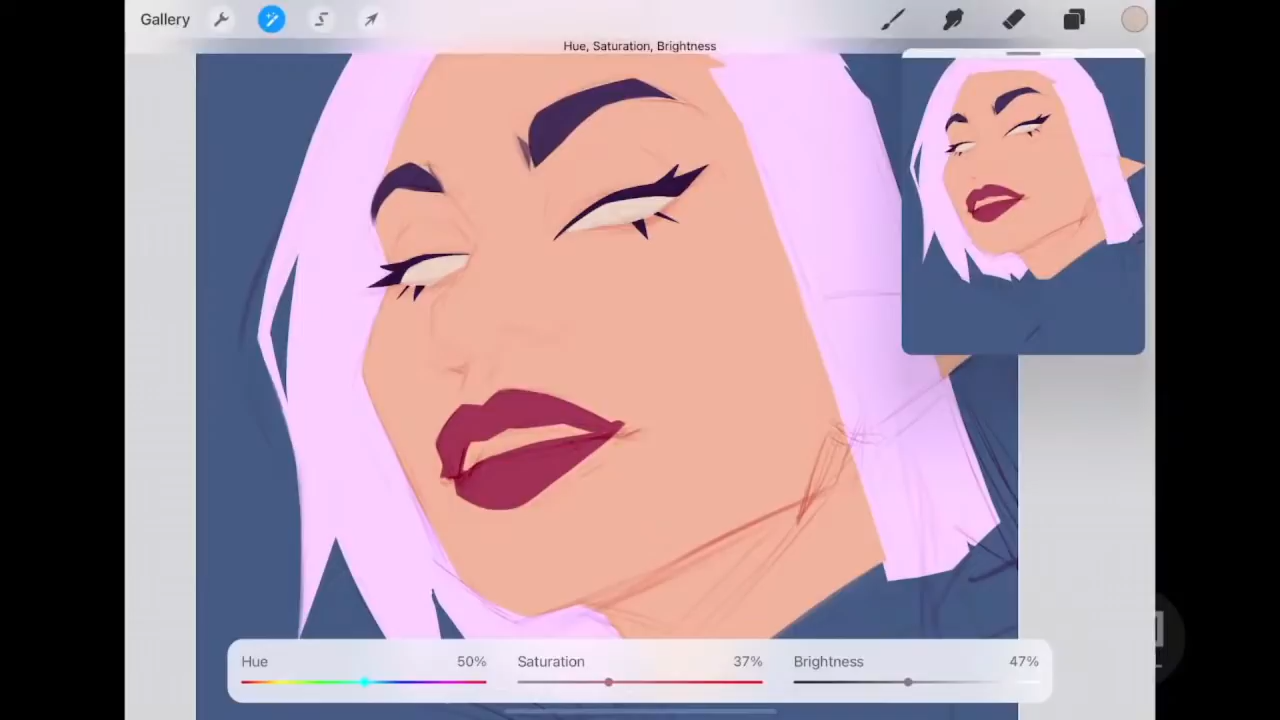 Gallery
Hue, Saturation, Brightness
Hue 50% Saturation 37% Brightness 47%